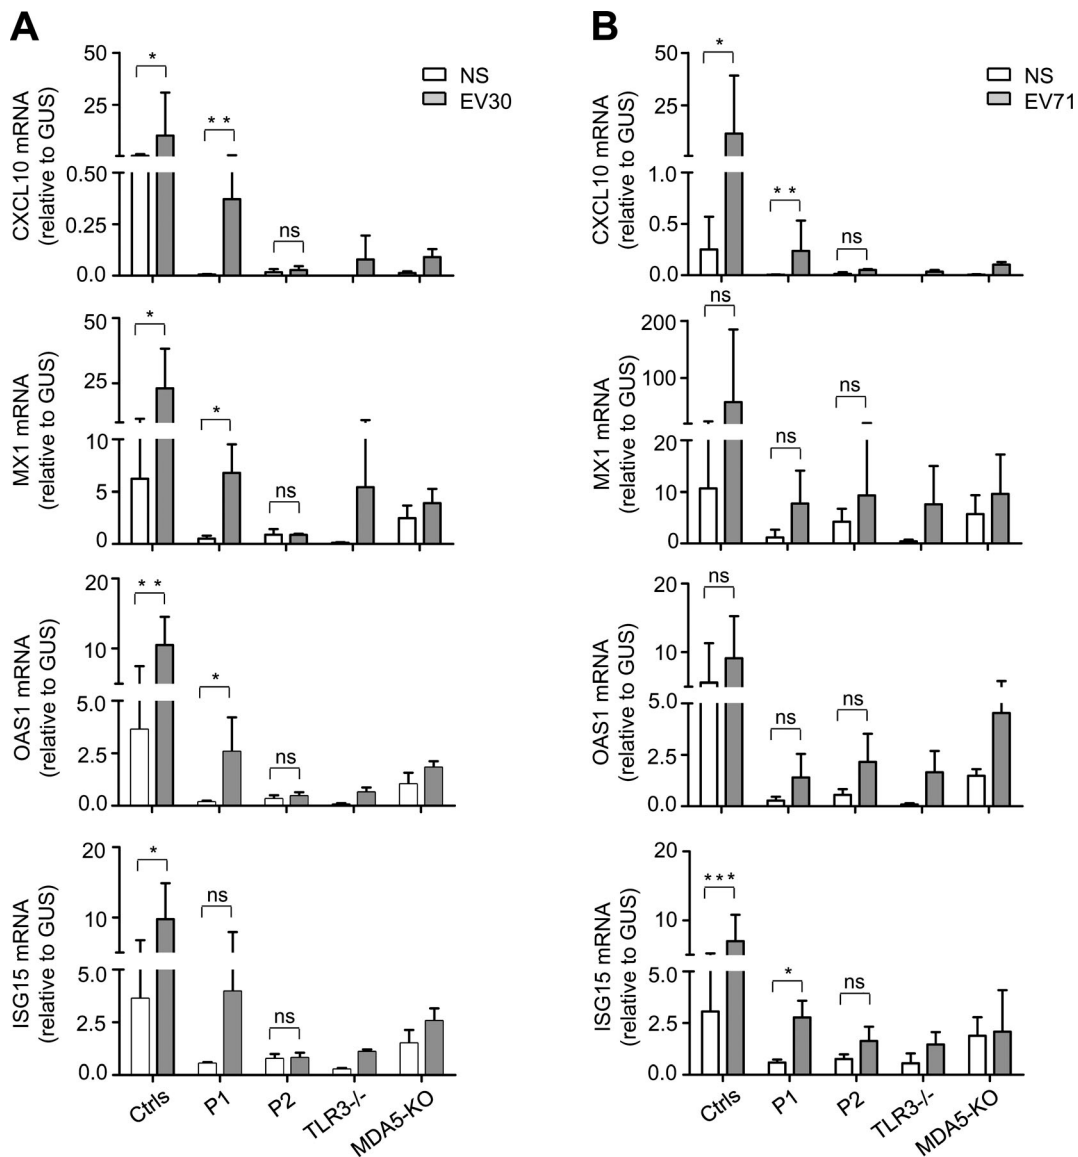 A
CXCL10 mRNA
(relative to GUS)
50
25
0.50
0.25
0.0
*
* *
ns
NS
EV30
MX1 mRNA
(relative to GUS)
50
25
10
5
0
*
*
ns
OAS1 mRNA
(relative to GUS)
20
10
5.0
2.5
0.0
* *
*
ns
ISG15 mRNA
(relative to GUS)
20
10
5.0
2.5
0.0
*
ns
ns
Ctrls
P1
P2
TLR3-/-
MDA5-KO
B
CXCL10 mRNA
(relative to GUS)
50
25
1.0
0.5
0.0
*
* *
ns
NS
EV71
MX1 mRNA
(relative to GUS)
200
100
20
10
0
ns
ns
ns
OAS1 mRNA
(relative to GUS)
20
10
5.0
2.5
0.0
ns
ns
ns
ISG15 mRNA
(relative to GUS)
20
10
5.0
2.5
0.0
***
*
ns
Ctrls
P1
P2
TLR3-/-
MDA5-KO